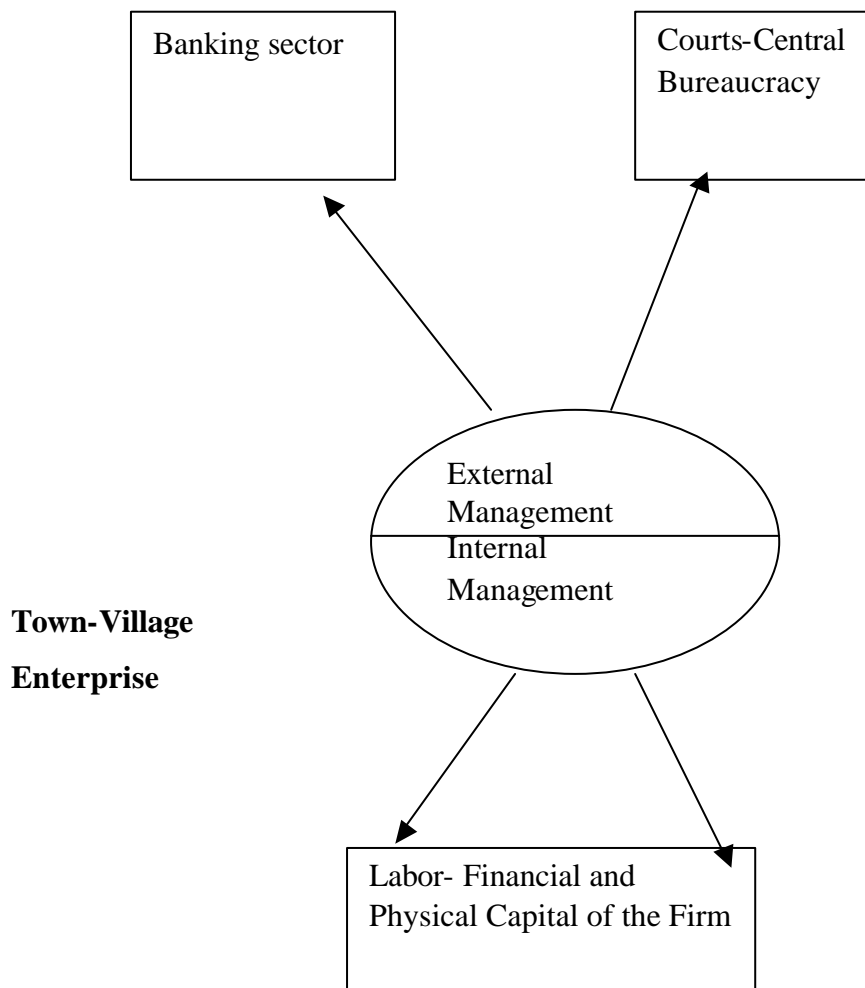 Banking sector
Courts-Central
Bureaucracy
External
Management
Internal
Management
Town-Village
Enterprise
Labor- Financial and
Physical Capital of the Firm